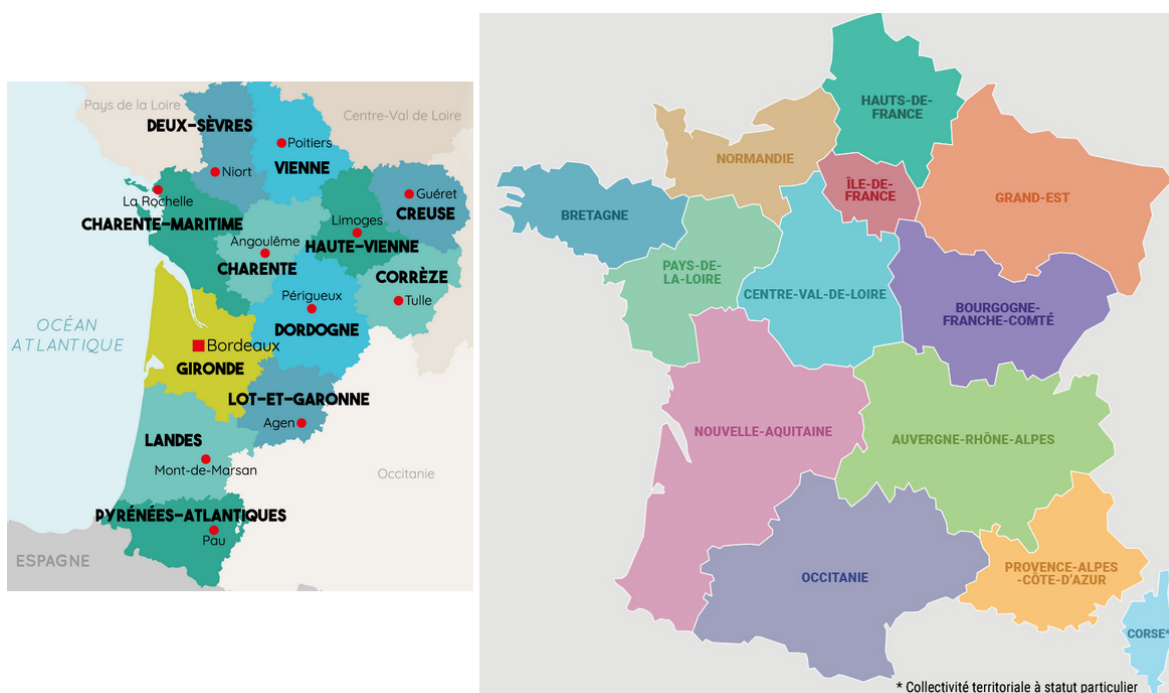 Pays de la Loire
Centre-Val de Loire
DEUX-SÈVRES
Poitiers
VIENNE
Niort
La Rochelle
Guéret
CREUSE
CHARENTE-MARITIME
Limoges
Angoulême
HAUTE-VIENNE
CHARENTE
CORRÈZE
Périgueux
Tulle
DORDOGNE
OCÉAN
ATLANTIQUE
Bordeaux
GIRONDE
LOT-ET-GARONNE
Agen
LANDES
Mont-de-Marsan
Occitanie
PYRÉNÉES-ATLANTIQUES
Pau
ESPAGNE
HAUTS-DE-
FRANCE
NORMANDIE
ÎLE-DE-
FRANCE
GRAND-EST
BRETAGNE
PAYS-DE-
LA-LOIRE
CENTRE-VAL-DE-LOIRE
BOURGOGNE-
FRANCHE-COMTÉ
NOUVELLE-AQUITAINE
AUVERGNE-RHÔNE-ALPES
OCCITANIE
PROVENCE-ALPES
-CÔTE-D'AZUR
CORSE*
* Collectivité territoriale à statut particulier